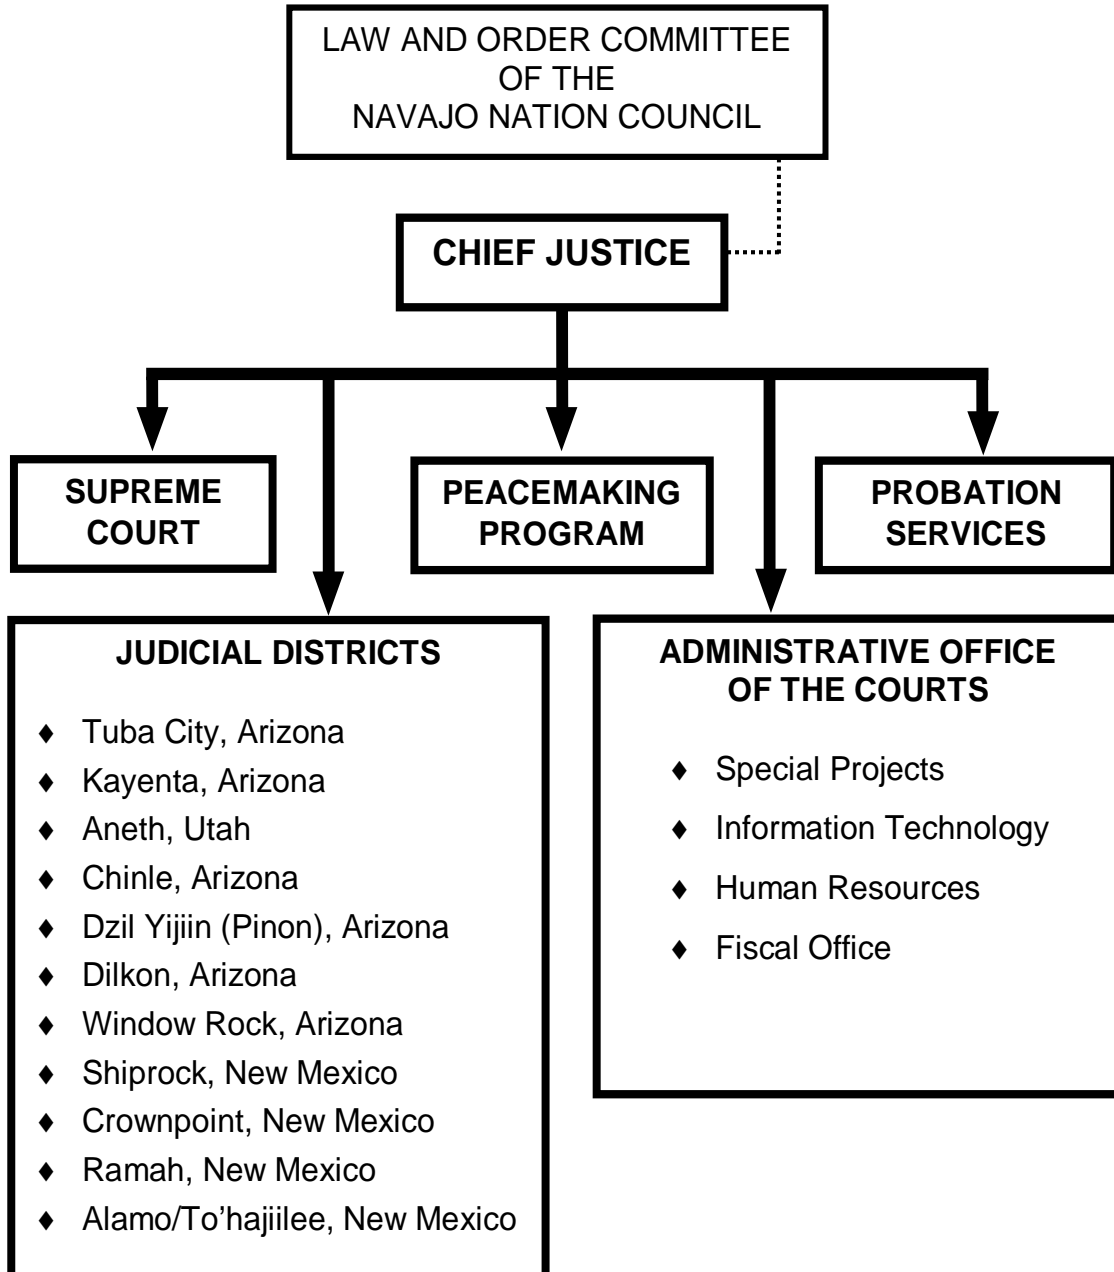 LAW AND ORDER COMMITTEE
OF THE
NAVAJO NATION COUNCIL
CHIEF JUSTICE
SUPREME
COURT
PEACEMAKING
PROGRAM
PROBATION
SERVICES
JUDICIAL DISTRICTS
♦ Tuba City, Arizona
♦ Kayenta, Arizona
♦ Aneth, Utah
♦ Chinle, Arizona
♦ Dzil Yijiin (Pinon), Arizona
♦ Dilkon, Arizona
♦ Window Rock, Arizona
♦ Shiprock, New Mexico
♦ Crownpoint, New Mexico
♦ Ramah, New Mexico
♦ Alamo/To’hajiilee, New Mexico
ADMINISTRATIVE OFFICE
OF THE COURTS
♦ Special Projects
♦ Information Technology
♦ Human Resources
♦ Fiscal Office